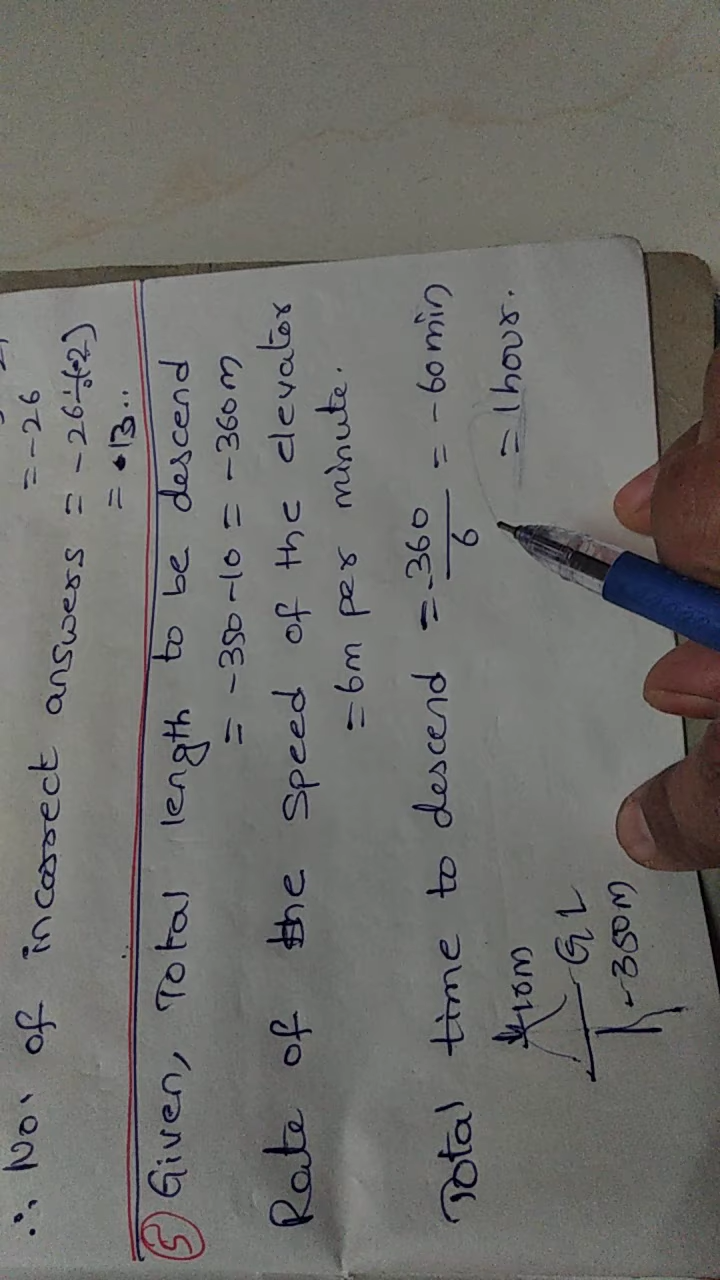 = -26
∴ No. of incorrect answers = -26÷(-2)
= 13..
⑤ Given, Total length to be descend
= -350-10 = -360m
Rate of the speed of the elevator
= 6m per minute.
Total time to descend = -360/6 = -60min
= 1hour.
10m
GL
-350m